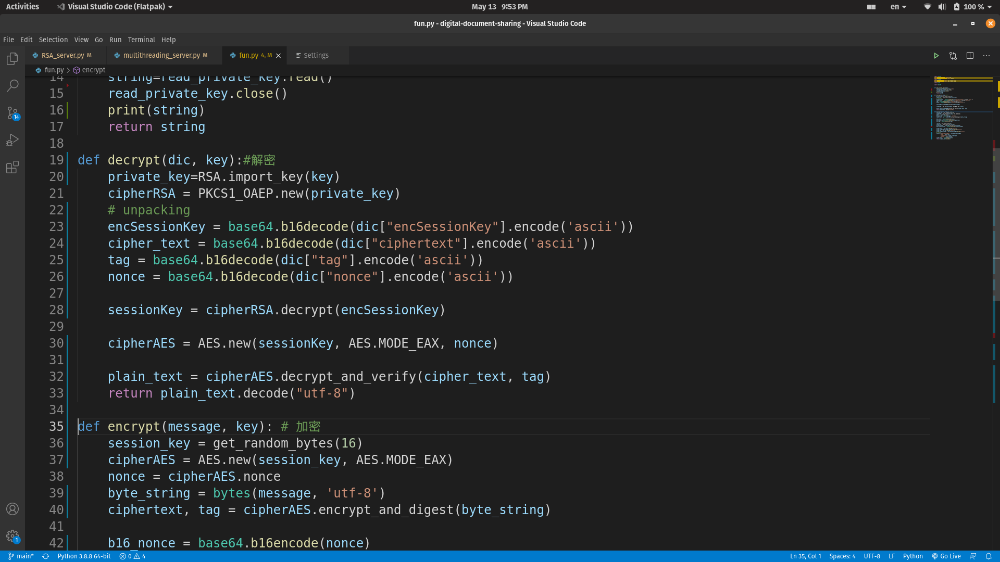 Activities
Visual Studio Code (Flatpak)
May 13 9:53 PM
en
100 %
fun.py - digital-document-sharing - Visual Studio Code
File Edit Selection View Go Run Terminal Help
RSA_server.py M
multithreading_server.py M
fun.py 4, M
Settings
fun.py > encrypt
14 string=read_private_key.read()
15 read_private_key.close()
16 print(string)
17 return string
18
19 def decrypt(dic, key):#解密
20 private_key=RSA.import_key(key)
21 cipherRSA = PKCS1_OAEP.new(private_key)
22 # unpacking
23 encSessionKey = base64.b16decode(dic["encSessionKey"].encode('ascii'))
24 cipher_text = base64.b16decode(dic["ciphertext"].encode('ascii'))
25 tag = base64.b16decode(dic["tag"].encode('ascii'))
26 nonce = base64.b16decode(dic["nonce"].encode('ascii'))
27
28 sessionKey = cipherRSA.decrypt(encSessionKey)
29
30 cipherAES = AES.new(sessionKey, AES.MODE_EAX, nonce)
31
32 plain_text = cipherAES.decrypt_and_verify(cipher_text, tag)
33 return plain_text.decode("utf-8")
34
35 def encrypt(message, key): # 加密
36 session_key = get_random_bytes(16)
37 cipherAES = AES.new(session_key, AES.MODE_EAX)
38 nonce = cipherAES.nonce
39 byte_string = bytes(message, 'utf-8')
40 ciphertext, tag = cipherAES.encrypt_and_digest(byte_string)
41
42 b16_nonce = base64.b16encode(nonce)
14
1
main* Python 3.8.8 64-bit 0 4 Ln 35, Col 1 Spaces: 4 UTF-8 LF Python Go Live